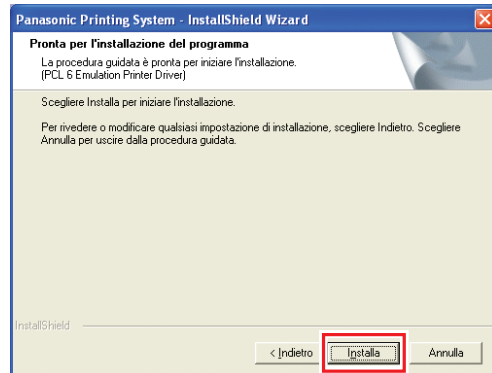 Panasonic Printing System - InstallShield Wizard
Pronta per l'installazione del programma
La procedura guidata è pronta per iniziare l'installazione.
(PCL 6 Emulation Printer Driver)
Scegliere Installa per iniziare l'installazione.
Per rivedere o modificare qualsiasi impostazione di installazione, scegliere Indietro. Scegliere
Annulla per uscire dalla procedura guidata.
InstallShield
< Indietro Installa Annulla